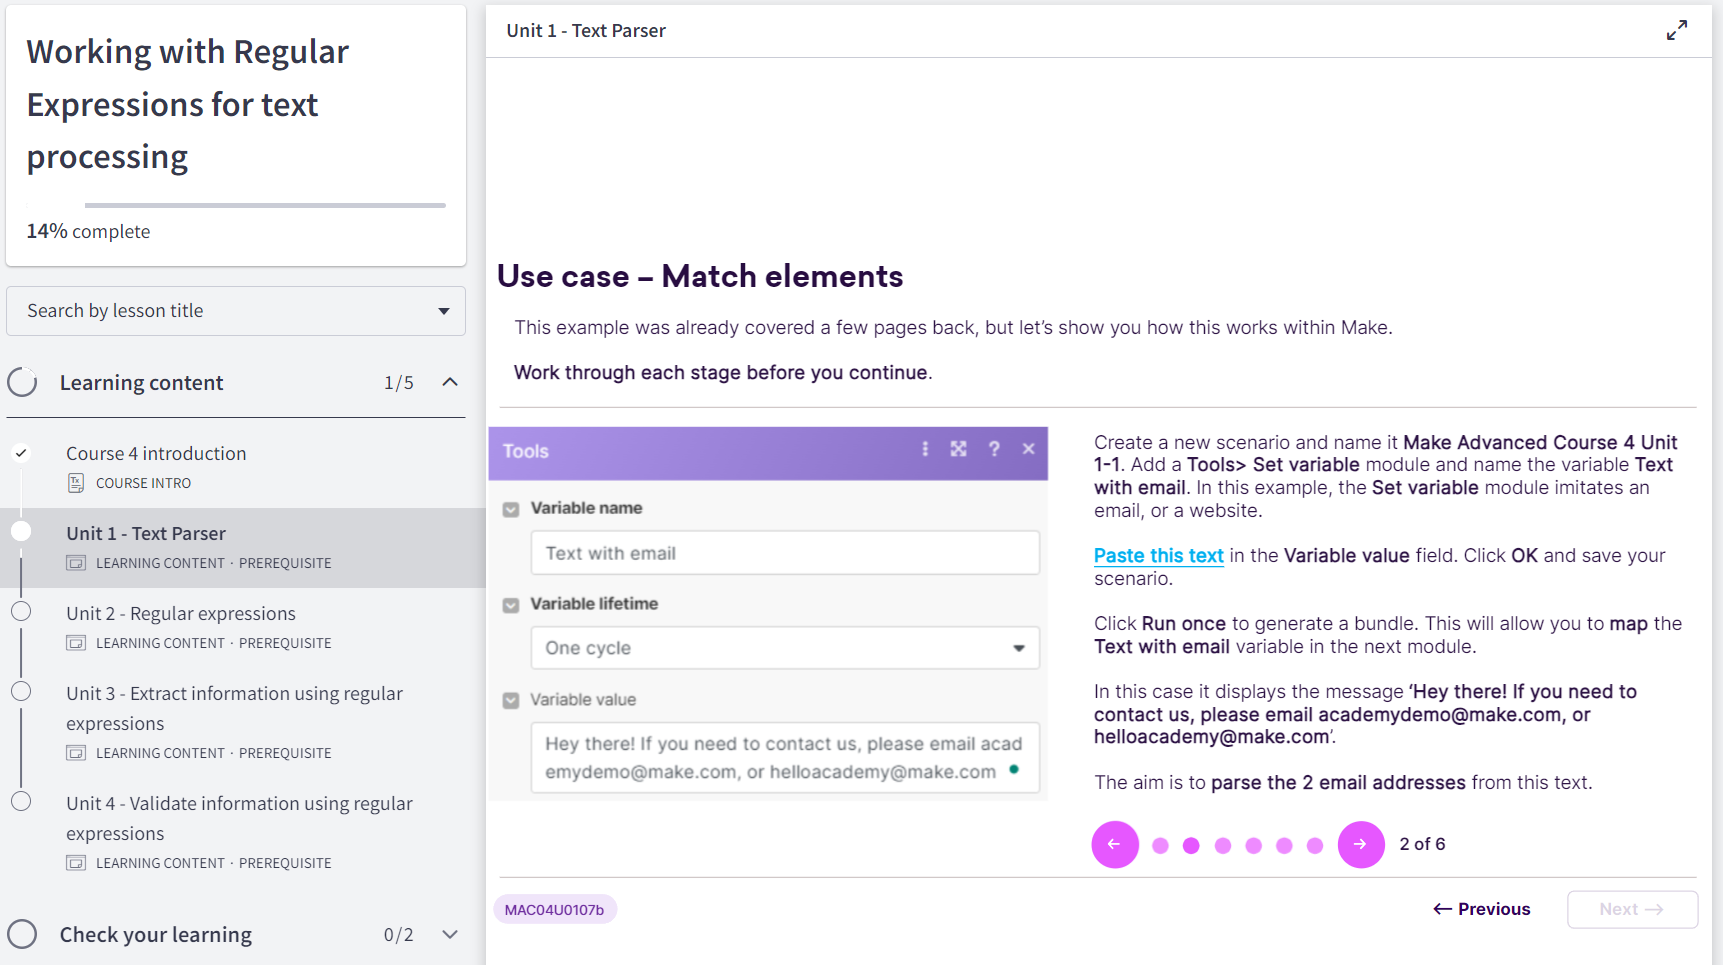 Working with Regular
Expressions for text
processing
14% complete
Search by lesson title
Learning content 1/5
Course 4 introduction
COURSE INTRO
Unit 1 - Text Parser
LEARNING CONTENT · PREREQUISITE
Unit 2 - Regular expressions
LEARNING CONTENT · PREREQUISITE
Unit 3 - Extract information using regular
expressions
LEARNING CONTENT · PREREQUISITE
Unit 4 - Validate information using regular
expressions
LEARNING CONTENT · PREREQUISITE
Check your learning 0/2
Unit 1 - Text Parser
Use case – Match elements
This example was already covered a few pages back, but let's show you how this works within Make.
Work through each stage before you continue.
Tools
Variable name
Text with email
Variable lifetime
One cycle
Variable value
Hey there! If you need to contact us, please email acad
emydemo@make.com, or helloacademy@make.com
Create a new scenario and name it Make Advanced Course 4 Unit
1-1. Add a Tools> Set variable module and name the variable Text
with email. In this example, the Set variable module imitates an
email, or a website.
Paste this text in the Variable value field. Click OK and save your
scenario.
Click Run once to generate a bundle. This will allow you to map the
Text with email variable in the next module.
In this case it displays the message ‘Hey there! If you need to
contact us, please email academydemo@make.com, or
helloacademy@make.com’.
The aim is to parse the 2 email addresses from this text.
2 of 6
MAC04U0107b
← Previous
Next →